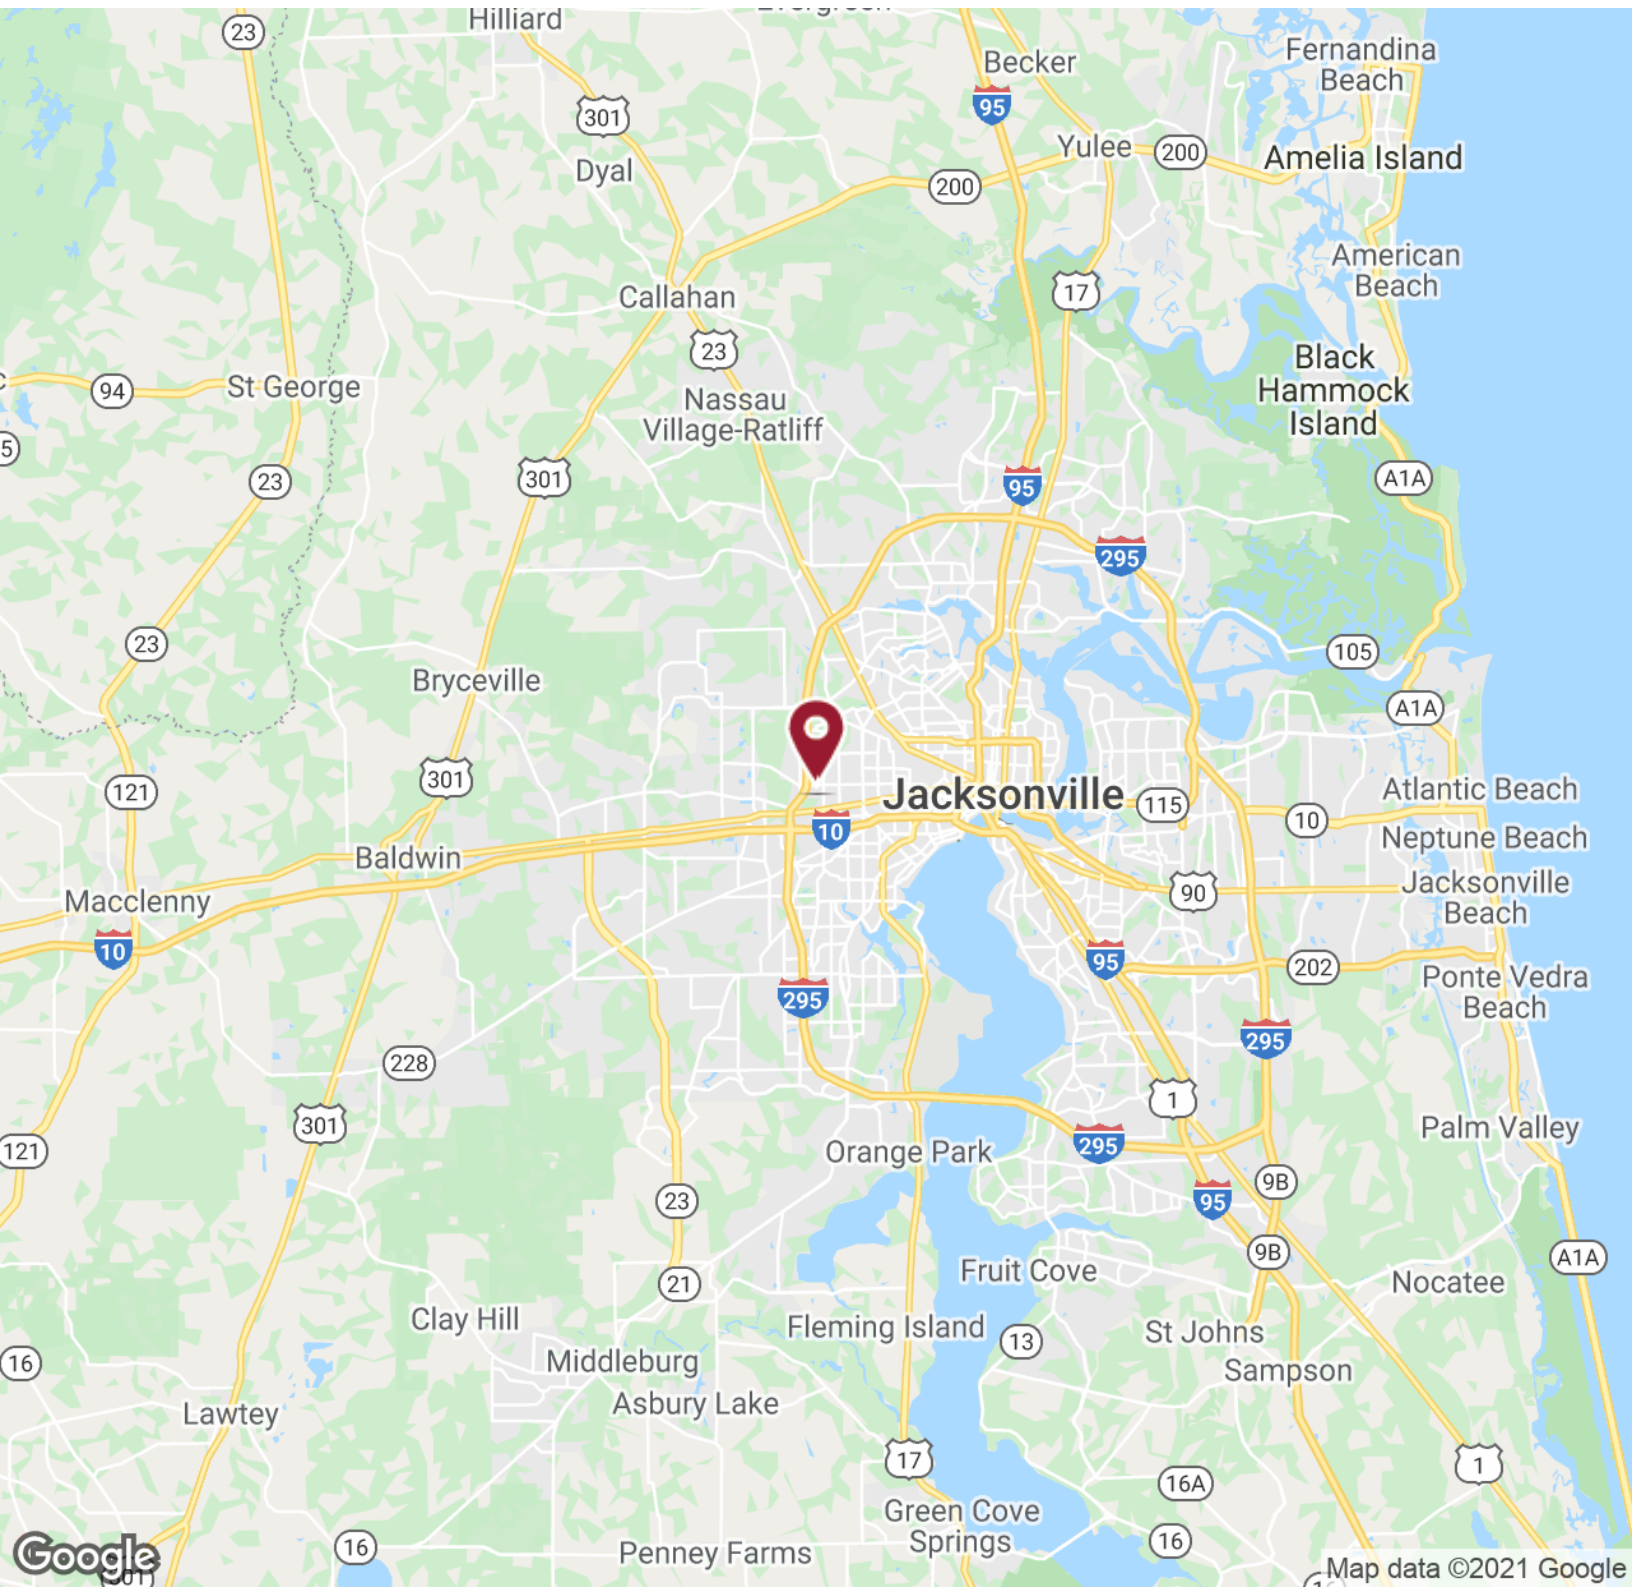 Hilliard
23
Becker
Fernandina
Beach
95
301
Yulee
200
Amelia Island
Dyal
200
American
Beach
17
Callahan
23
Black
Hammock
Island
94
St George
Nassau
Village-Ratliff
5
23
301
95
A1A
295
23
105
Bryceville
A1A
301
121
Jacksonville
115
10
Atlantic Beach
10
Neptune Beach
Baldwin
90
Jacksonville
Beach
Macclenny
10
95
202
Ponte Vedra
Beach
295
295
228
1
301
Palm Valley
121
Orange Park
295
9B
95
23
9B
A1A
Fruit Cove
Nocatee
21
Clay Hill
Fleming Island
13
St Johns
16
Middleburg
Sampson
Asbury Lake
Lawtey
17
1
16A
Green Cove
Springs
16
16
Penney Farms
Google
301
Map data ©2021 Google